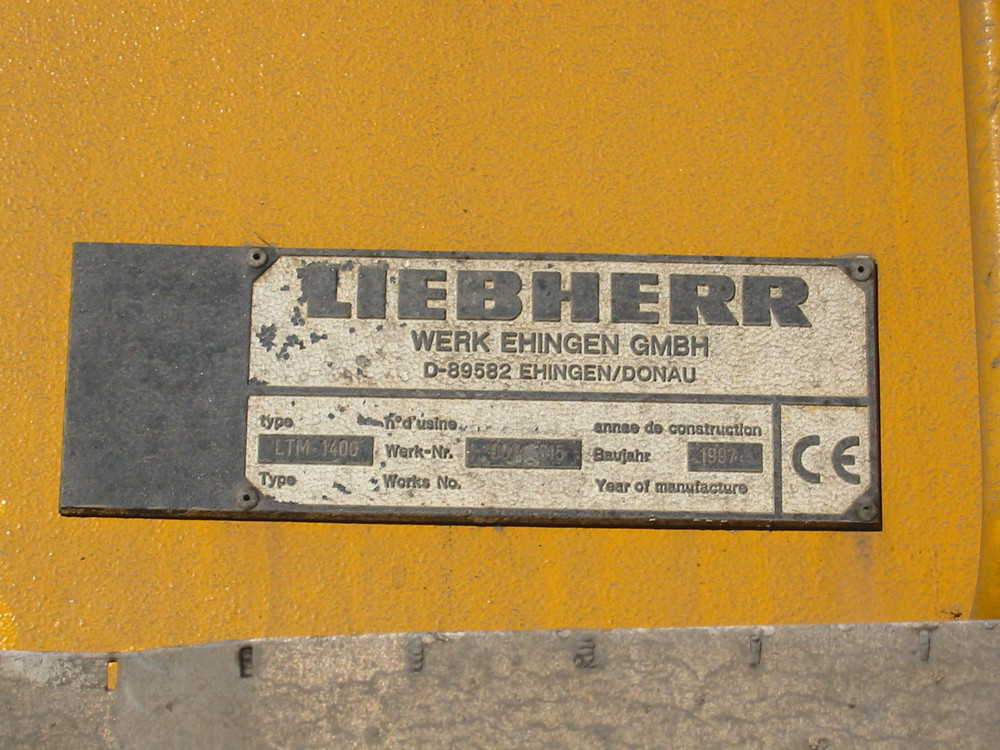 LIEBHERR
WERK EHINGEN GMBH
D-89582 EHINGEN/DONAU
type n°d'usine annee de construction
LTM 1400 Werk-Nr. Baujahr 1997
Type Works No. Year of manufacture
CE